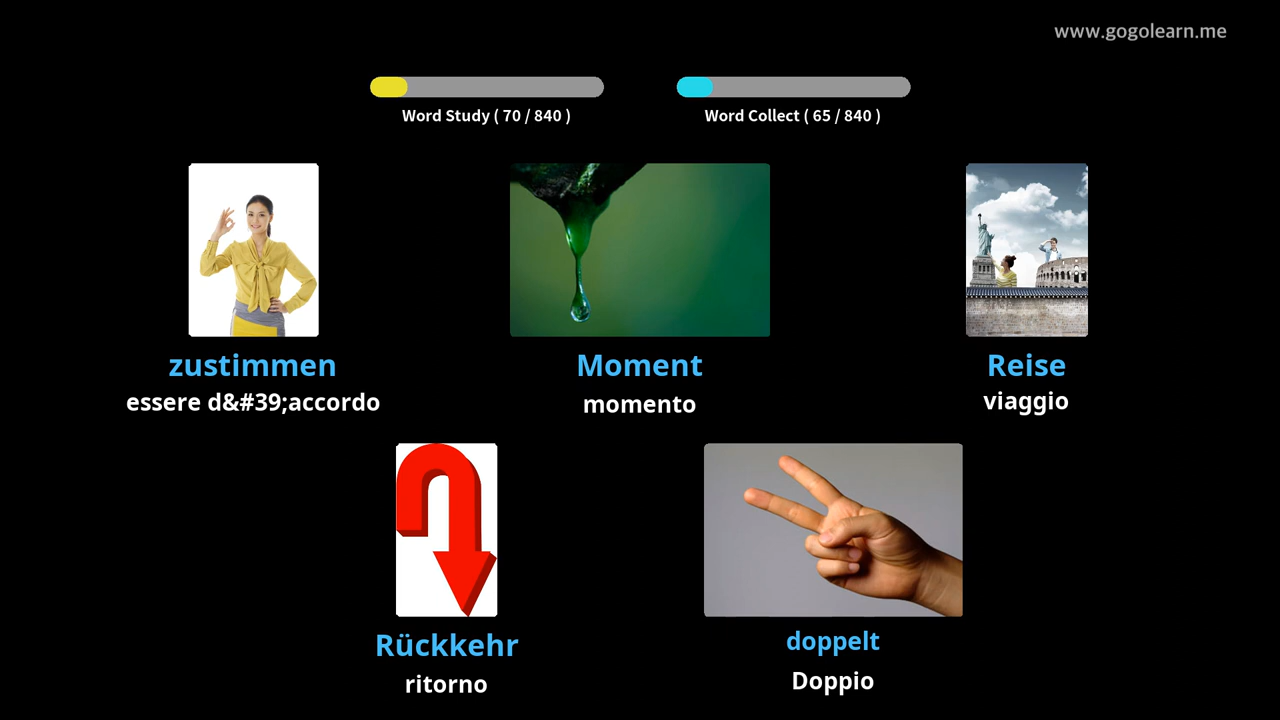 www.gogolearn.me
Word Study ( 70 / 840 )
Word Collect ( 65 / 840 )
zustimmen
essere d&#39;accordo
Moment
momento
Reise
viaggio
Rückkehr
ritorno
doppelt
Doppio